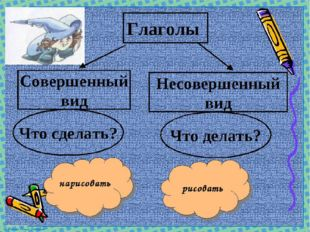 Глаголы
Совершенный
вид
Несовершенный
вид
Что сделать?
Что делать?
нарисовать
рисовать